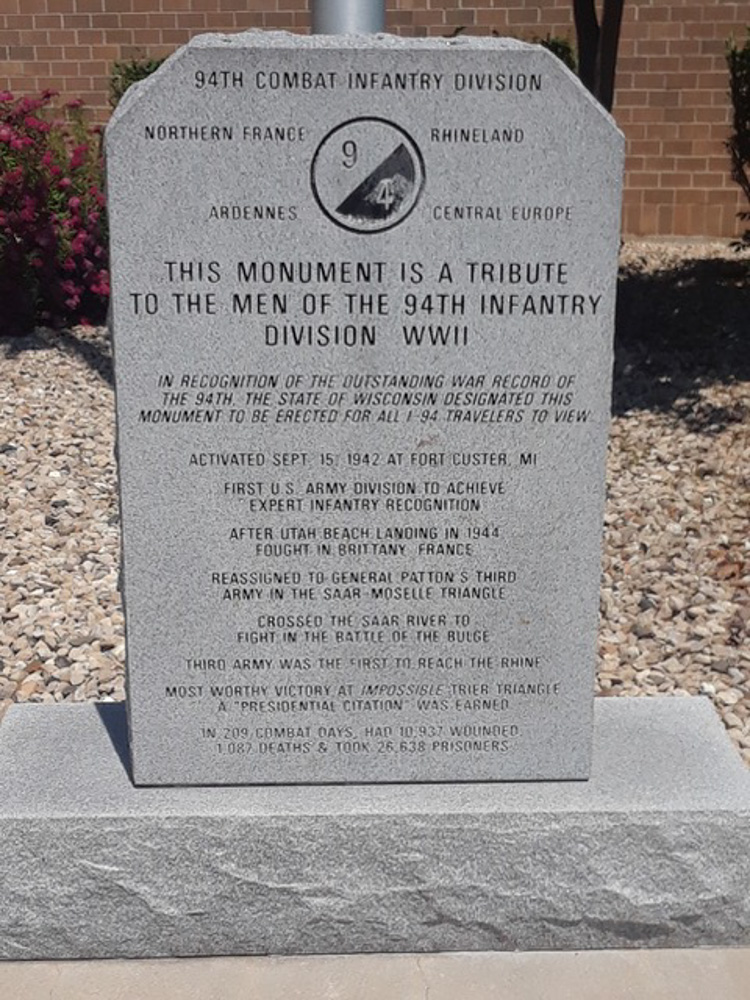 94TH COMBAT INFANTRY DIVISION
NORTHERN FRANCE RHINELAND
9
4
ARDENNES CENTRAL EUROPE
THIS MONUMENT IS A TRIBUTE
TO THE MEN OF THE 94TH INFANTRY
DIVISION WWII
IN RECOGNITION OF THE OUTSTANDING WAR RECORD OF
THE 94TH, THE STATE OF WISCONSIN DESIGNATED THIS
MONUMENT TO BE ERECTED FOR ALL I-94 TRAVELERS TO VIEW
ACTIVATED SEPT. 15, 1942 AT FORT CUSTER, MI
FIRST U.S. ARMY DIVISION TO ACHIEVE
EXPERT INFANTRY RECOGNITION
AFTER UTAH BEACH LANDING IN 1944
FOUGHT IN BRITTANY, FRANCE
REASSIGNED TO GENERAL PATTON'S THIRD
ARMY IN THE SAAR-MOSELLE TRIANGLE
CROSSED THE SAAR RIVER TO
FIGHT IN THE BATTLE OF THE BULGE
THIRD ARMY WAS THE "FIRST TO REACH THE RHINE"
MOST WORTHY VICTORY AT IMPOSSIBLE TRIER TRIANGLE
A "PRESIDENTIAL CITATION" WAS EARNED
IN 209 COMBAT DAYS, HAD 10,937 WOUNDED,
1,087 DEATHS & TOOK 26,638 PRISONERS